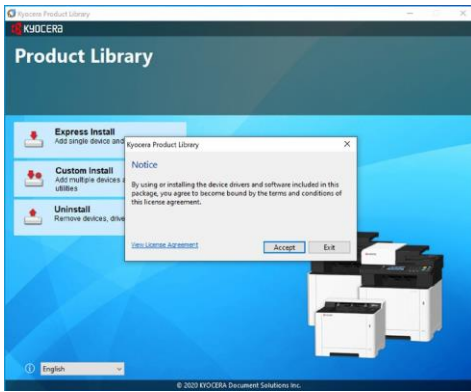 Kyocera Product Library
KYOCERA
Product Library
Express Install
Add single device and
Custom Install
Add multiple devices
utilities
Uninstall
Remove devices, drive
Kyocera Product Library
Notice
By using or installing the device drivers and software included in this
package, you agree to become bound by the terms and conditions of
this license agreement.
View License Agreement
Accept
Exit
English
© 2020 KYOCERA Document Solutions Inc.